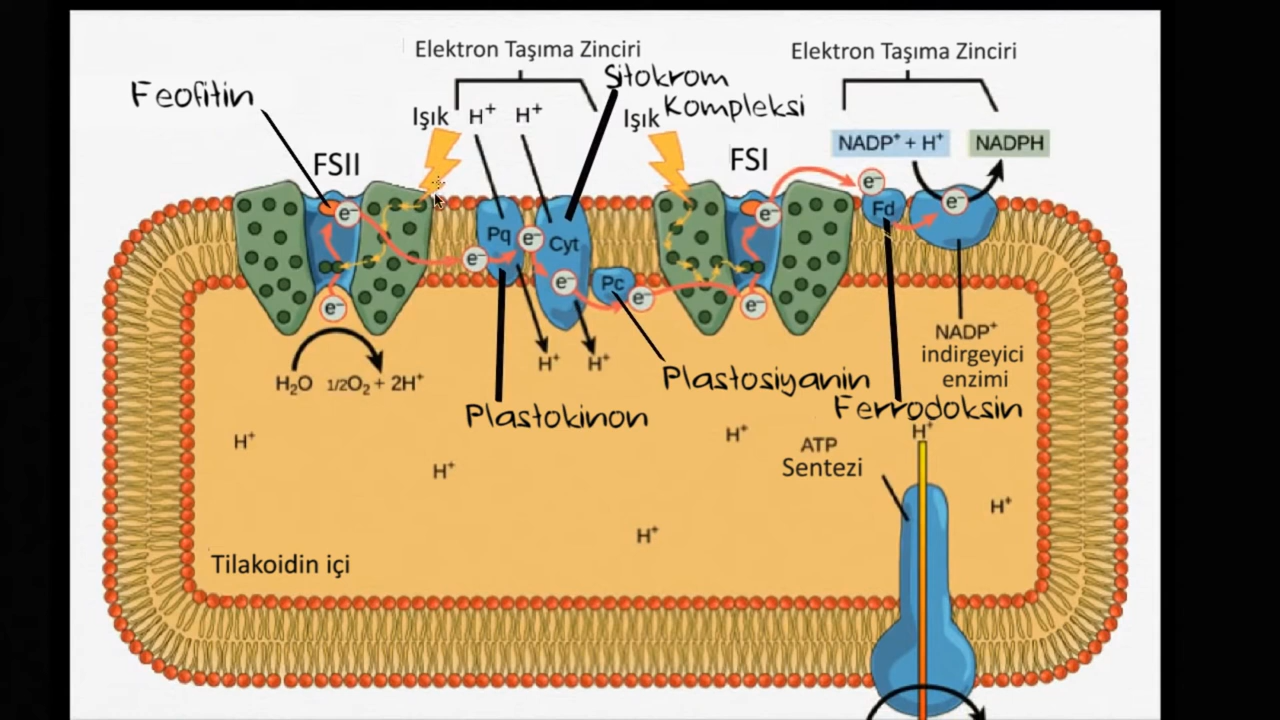 Elektron Taşıma Zinciri
Elektron Taşıma Zinciri
Feofitin
Sitokrom
Kompleksi
Işık
H⁺
H⁺
Işık
FSII
FSI
NADP⁺ + H⁺
NADPH
e⁻
e⁻
e⁻
Pq
e⁻
Cyt
e⁻
e⁻
Pc
e⁻
e⁻
e⁻
Fd
e⁻
H₂O 1/2O₂ + 2H⁺
H⁺
H⁺
NADP⁺
indirgeyici
enzimi
Plastosiyanin
Plastokinon
Ferrodoksin
H⁺
H⁺
H⁺
H⁺
ATP
Sentezi
H⁺
H⁺
Tilakoidin içi